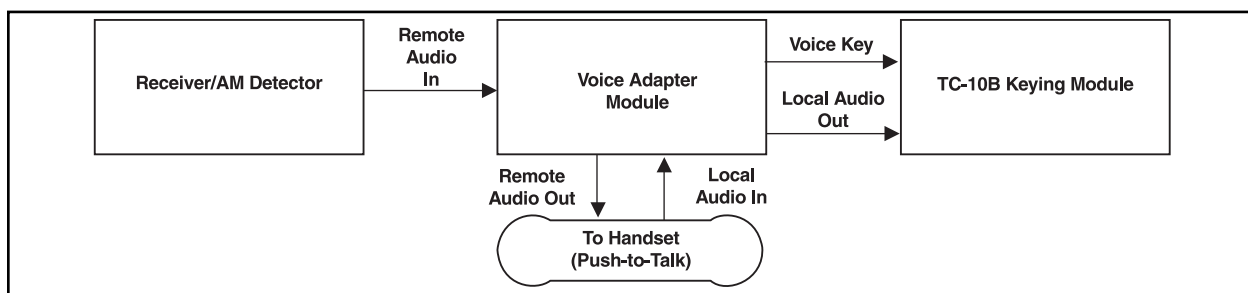 Receiver/AM Detector
Remote
Audio
In
Voice Adapter
Module
Voice Key
Local Audio
Out
TC-10B Keying Module
Remote
Audio Out
Local
Audio In
To Handset
(Push-to-Talk)